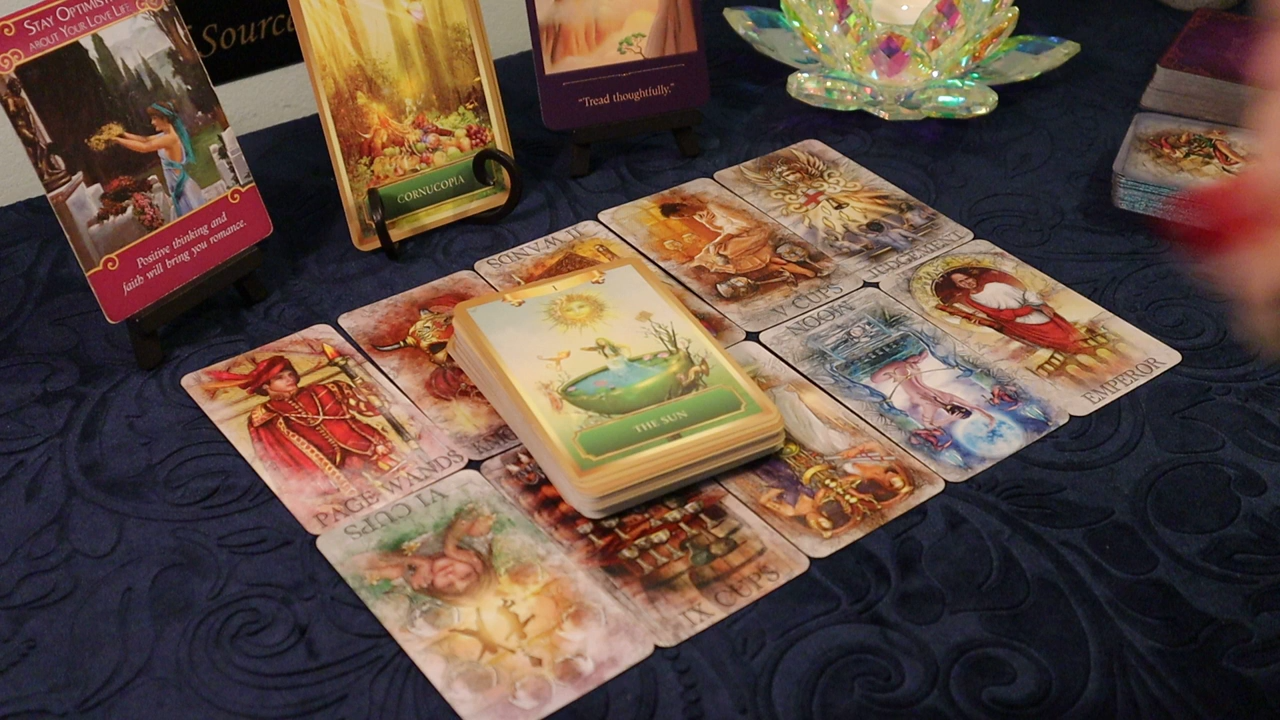 STAY OPTIMIS
ABOUT YOUR LOVE LIFE
Positive thinking and
faith will bring you romance.
Source
CORNUCOPIA
"Tread thoughtfully."
II WANDS
V CUPS
JUDGEMENT
MOON
EMPEROR
I
THE SUN
PAGE WANDS
VI CUPS
IX CUPS